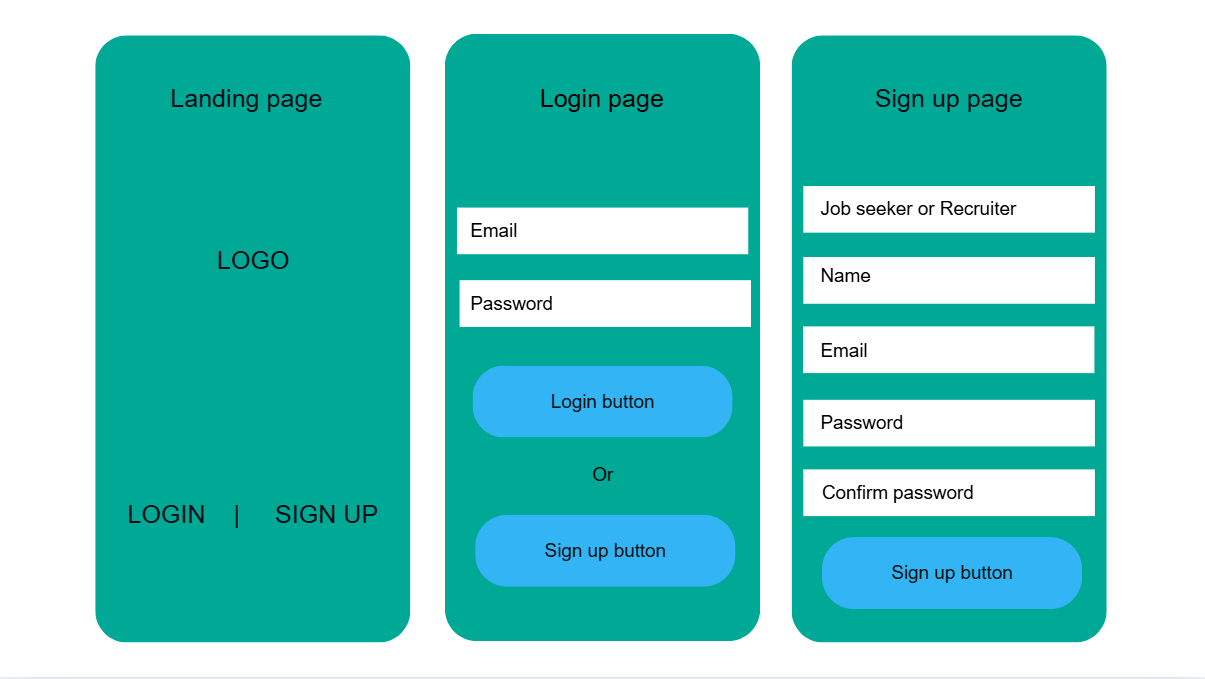 Landing page
LOGO
LOGIN | SIGN UP
Login page
Email
Password
Login button
Or
Sign up button
Sign up page
Job seeker or Recruiter
Name
Email
Password
Confirm password
Sign up button